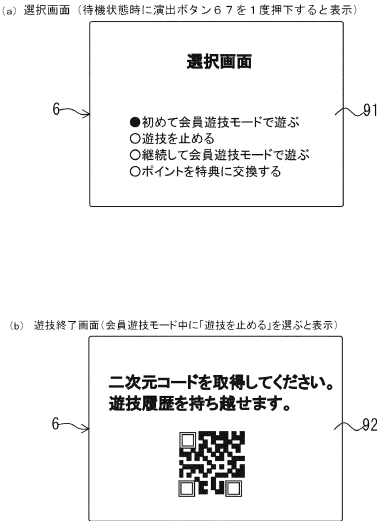 (a) 選択画面（待機状態時に演出ボタン67を1度押下すると表示）
選択画面
6
91
●初めて会員遊技モードで遊ぶ
○遊技を止める
○継続して会員遊技モードで遊ぶ
○ポイントを特典に交換する
(b) 遊技終了画面(会員遊技モード中に「遊技を止める」を選ぶと表示)
二次元コードを取得してください。
遊技履歴を持ち越せます。
6
92